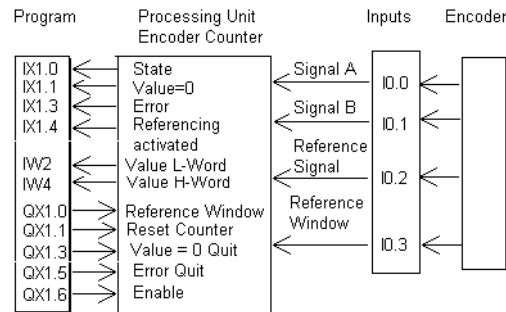 Program
Processing Unit
Encoder Counter
Inputs
Encoder
IX1.0
State
IX1.1
Value=0
IX1.3
Error
IX1.4
Referencing
activated
IW2
Value L-Word
IW4
Value H-Word
QX1.0
Reference Window
QX1.1
Reset Counter
QX1.3
Value = 0 Quit
QX1.5
Error Quit
QX1.6
Enable
Signal A
I0.0
Signal B
I0.1
Reference
Signal
I0.2
Reference
Window
I0.3